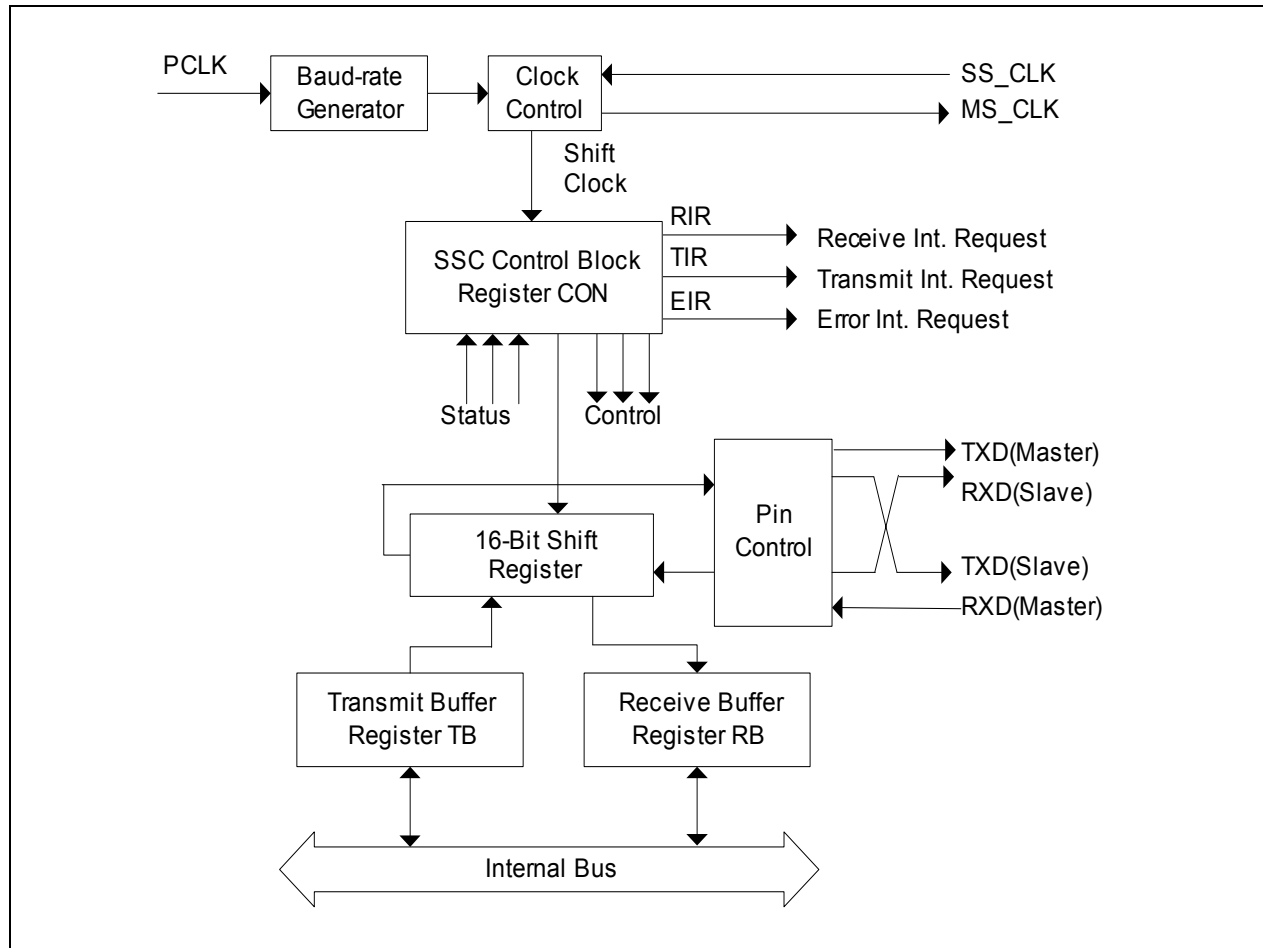 PCLK
Baud-rate
Generator
Clock
Control
SS_CLK
MS_CLK
Shift
Clock
SSC Control Block
Register CON
RIR
Receive Int. Request
TIR
Transmit Int. Request
EIR
Error Int. Request
Status
Control
16-Bit Shift
Register
Pin
Control
TXD(Master)
RXD(Slave)
TXD(Slave)
RXD(Master)
Transmit Buffer
Register TB
Receive Buffer
Register RB
Internal Bus